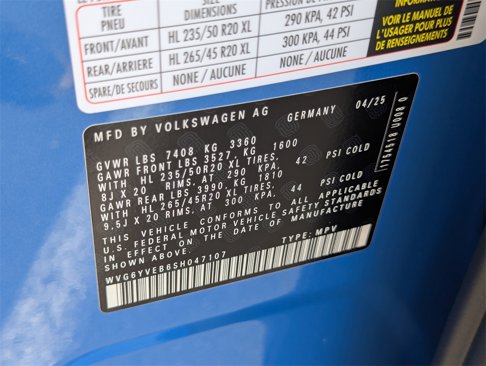 TIRE
PNEU
SIZE
DIMENSIONS
FRONT/AVANT
HL 235/50 R20 XL
290 KPA, 42 PSI
REAR/ARRIERE
HL 265/45 R20 XL
300 KPA, 44 PSI
SPARE/DE SECOURS
NONE / AUCUNE
NONE / AUCUNE
VOIR LE MANUEL DE
L'USAGER POUR PLUS
DE RENSEIGNEMENTS
MFD BY VOLKSWAGEN AG GERMANY 04/25
GVWR LBS 7408 KG 3360
GAWR FRONT LBS 3527, KG 1600
WITH HL 235/50R20 XL TIRES,
8J X 20 RIMS, AT 290 KPA, 42 PSI COLD
GAWR REAR LBS 3990, KG 1810
WITH HL 265/45R20 XL TIRES,
9,5J X 20 RIMS, AT 300 KPA, 44 PSI COLD
THIS VEHICLE CONFORMS TO ALL APPLICABLE
U.S. FEDERAL MOTOR VEHICLE SAFETY STANDARDS
IN EFFECT ON THE DATE OF MANUFACTURE
SHOWN ABOVE
TYPE: MPV
WVG6YVEB6SH047107
1764518 U008 0